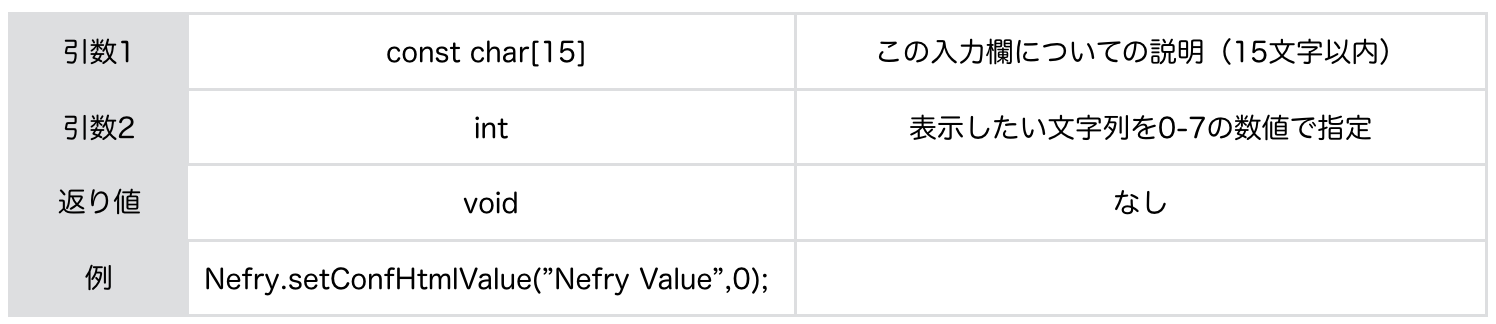 引数1 const char[15] この入力欄についての説明（15文字以内）
引数2 int 表示したい文字列を0-7の数値で指定
返り値 void なし
例 Nefry.setConfHtmlValue(”Nefry Value”,0);